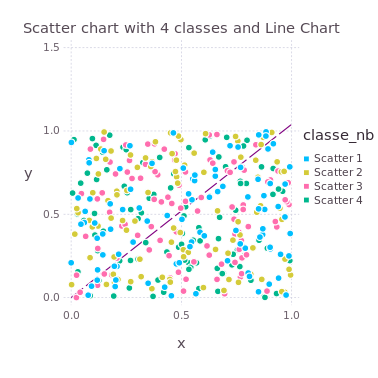 Scatter chart with 4 classes and Line Chart
1.5
1.0
0.5
0.0
y
0.0
0.5
1.0
x
classe_nb
Scatter 1
Scatter 2
Scatter 3
Scatter 4